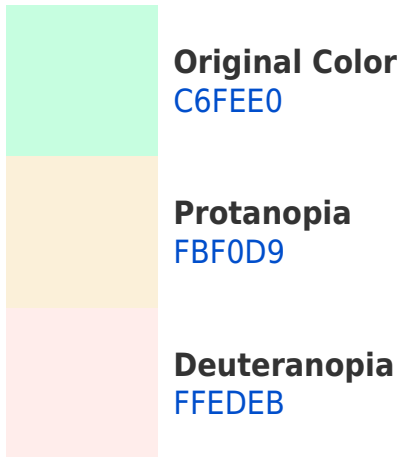 Original Color
C6FEE0
Protanopia
FBF0D9
Deuteranopia
FFEDEB